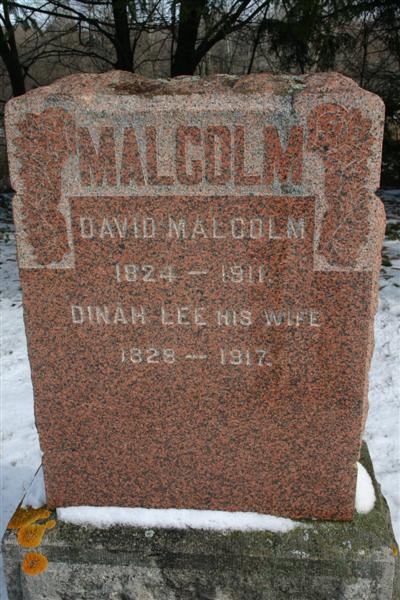 MALCOLM
DAVID MALCOLM
1824 — 1911.
DINAH LEE HIS WIFE
1828 — 1917.